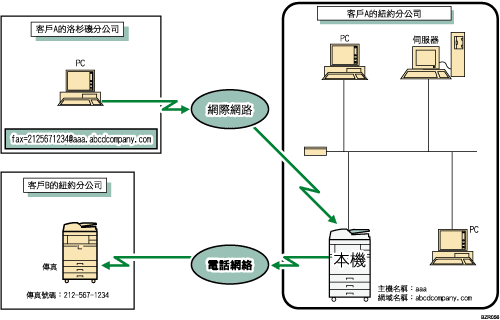 客戶A的洛杉磯分公司
PC
fax=2125671234@aaa.abcdcompany.com
網際網路
客戶A的紐約分公司
PC
伺服器
PC
本機
主機名稱：aaa
網域名稱：abcdcompany.com
客戶B的紐約分公司
傳真
傳真號碼：212-567-1234
電話網絡
BZR050